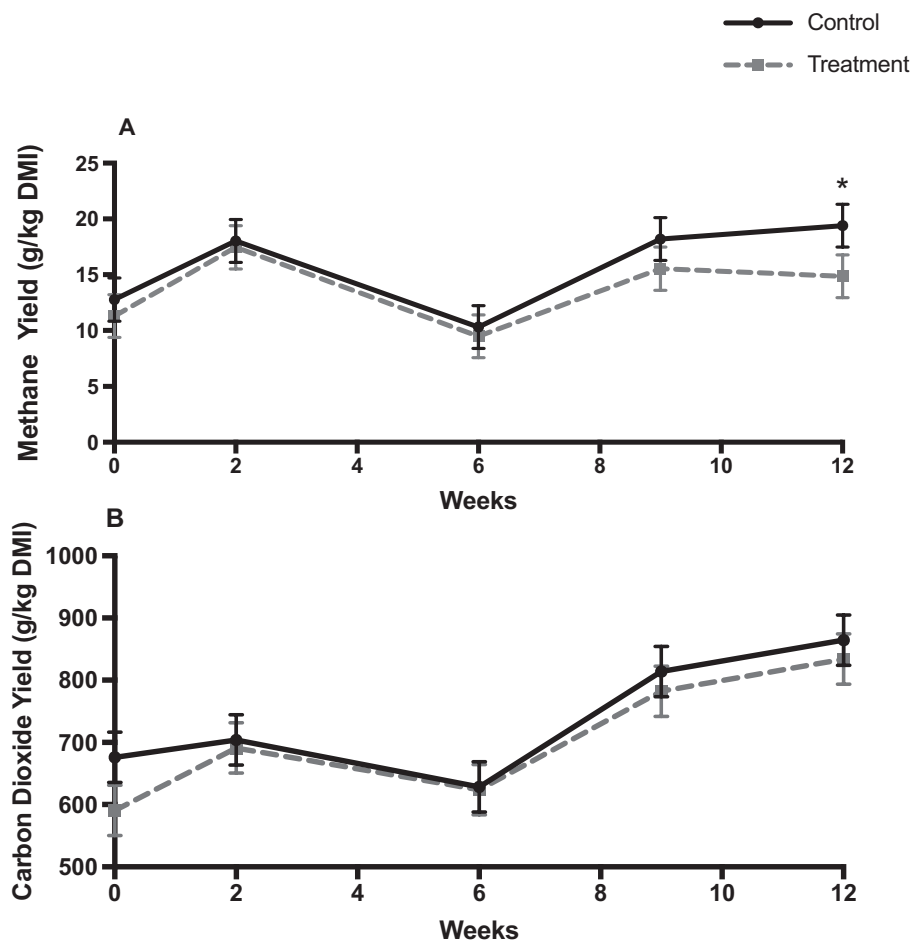 Control
Treatment
A
Methane Yield (g/kg DMI)
25
20
15
10
5
0
*
0 2 4 6 8 10 12
Weeks
B
Carbon Dioxide Yield (g/kg DMI)
1000
900
800
700
600
500
0 2 4 6 8 10 12
Weeks